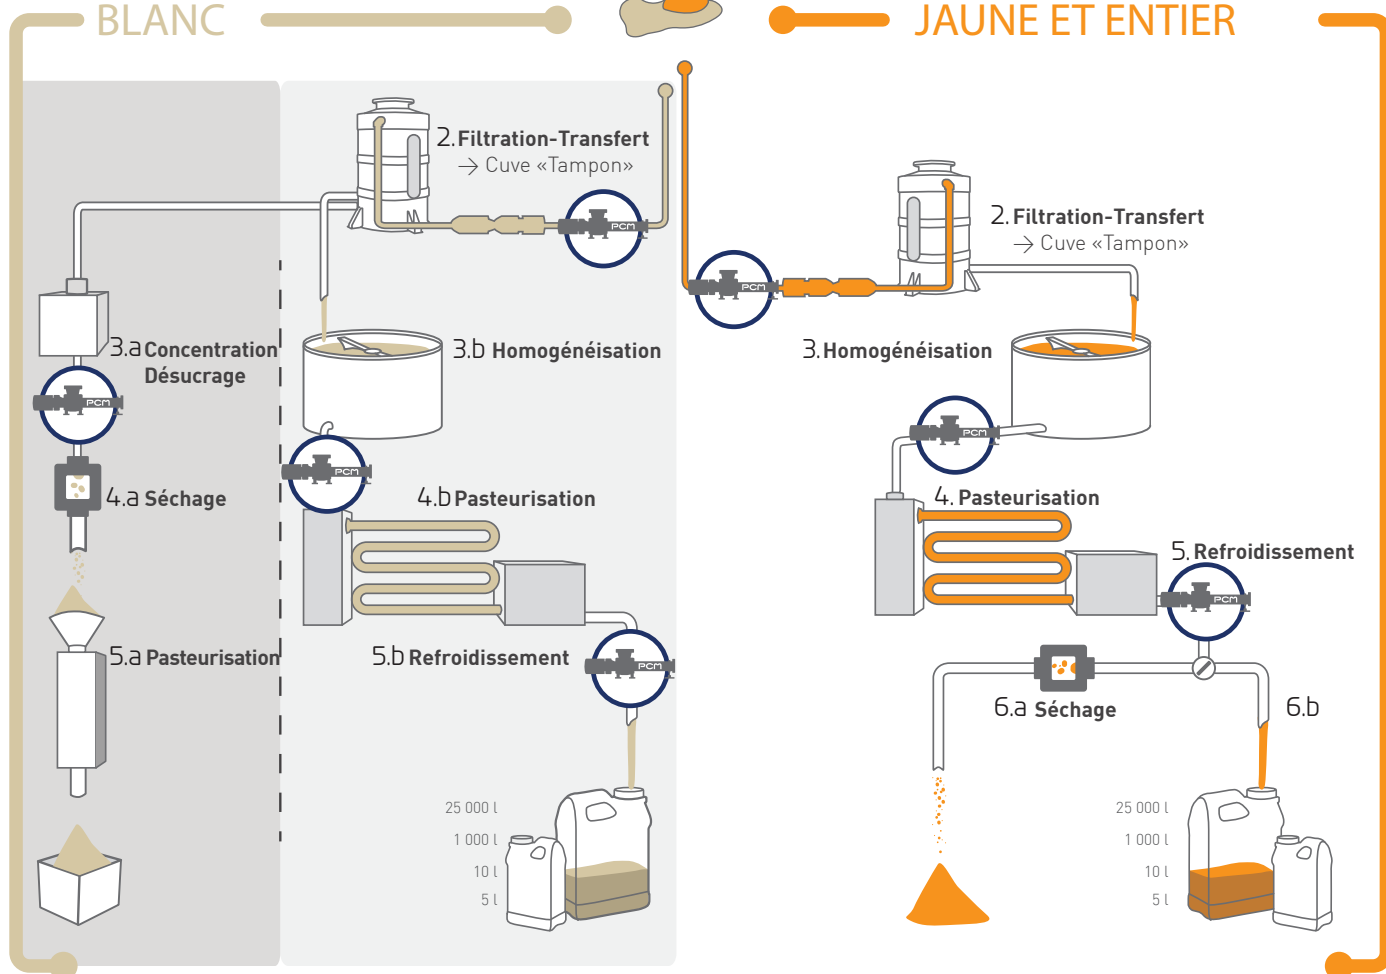 BLANC
JAUNE ET ENTIER
2. Filtration-Transfert
→ Cuve «Tampon»
PCM
2. Filtration-Transfert
→ Cuve «Tampon»
PCM
3.a Concentration
Désucrage
PCM
3.b Homogénéisation
PCM
3. Homogénéisation
PCM
4.a Séchage
4.b Pasteurisation
4. Pasteurisation
5. Refroidissement
PCM
5.a Pasteurisation
5.b Refroidissement
PCM
6.a Séchage
6.b
25 000 l
1 000 l
10 l
5 l
25 000 l
1 000 l
10 l
5 l